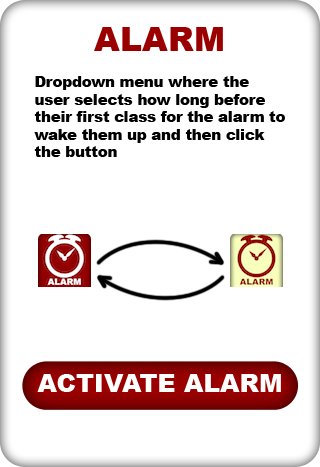 ALARM
Dropdown menu where the
user selects how long before
their first class for the alarm to
wake them up and then click
the button
ALARM
ALARM
ACTIVATE ALARM